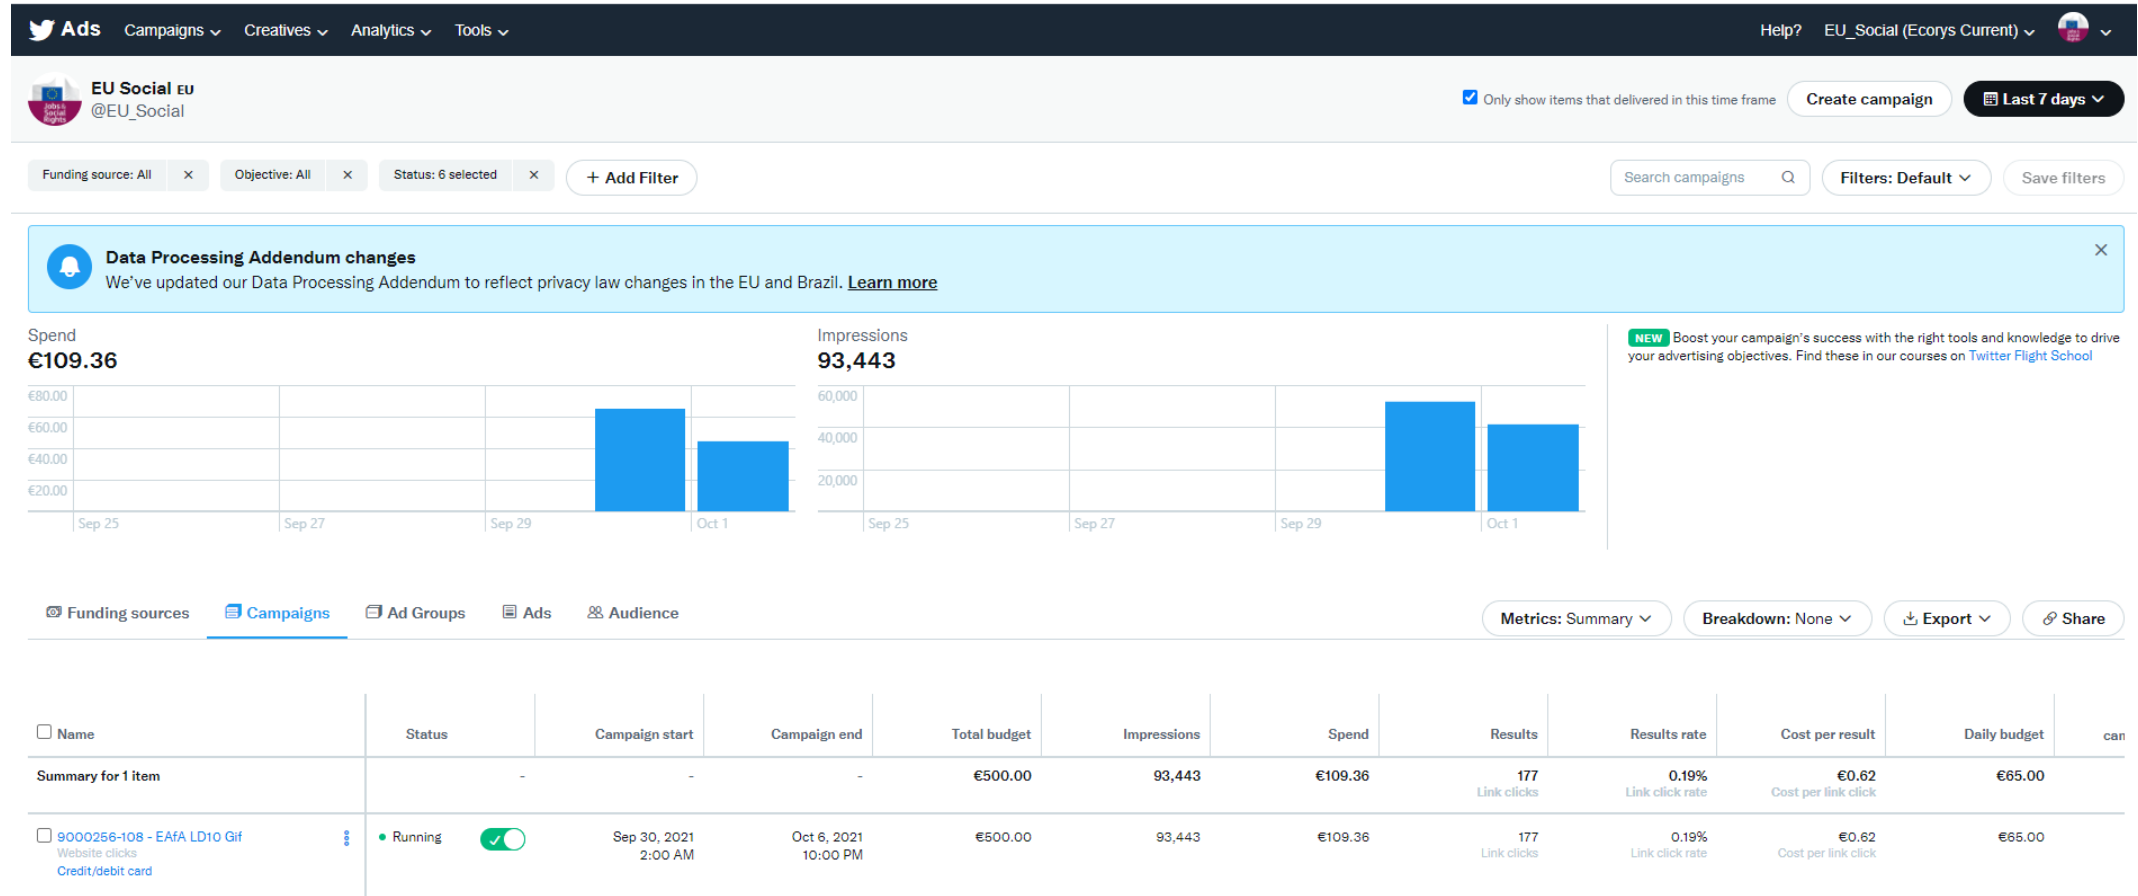 Ads Campaigns Creatives Analytics Tools Help? EU_Social (Ecorys Current)
EU Social EU
@EU_Social
Only show items that delivered in this time frame Create campaign Last 7 days
Funding source: All × Objective: All × Status: 6 selected × + Add Filter Search campaigns Filters: Default Save filters
Data Processing Addendum changes
We've updated our Data Processing Addendum to reflect privacy law changes in the EU and Brazil. Learn more
Spend
€109.36
€80.00
€60.00
€40.00
€20.00
Sep 25 Sep 27 Sep 29 Oct 1
Impressions
93,443
60,000
40,000
20,000
Sep 25 Sep 27 Sep 29 Oct 1
NEW Boost your campaign's success with the right tools and knowledge to drive
your advertising objectives. Find these in our courses on Twitter Flight School
Funding sources Campaigns Ad Groups Ads Audience Metrics: Summary Breakdown: None Export Share
Name Status Campaign start Campaign end Total budget Impressions Spend Results Results rate Cost per result Daily budget can
Summary for 1 item - - - €500.00 93,443 €109.36 177 0.19% €0.62 €65.00
Link clicks Link click rate Cost per link click
9000256-108 - EAfA LD10 Gif Running Sep 30, 2021 Oct 6, 2021 €500.00 93,443 €109.36 177 0.19% €0.62 €65.00
Website clicks 2:00 AM 10:00 PM Link clicks Link click rate Cost per link click
Credit/debit card